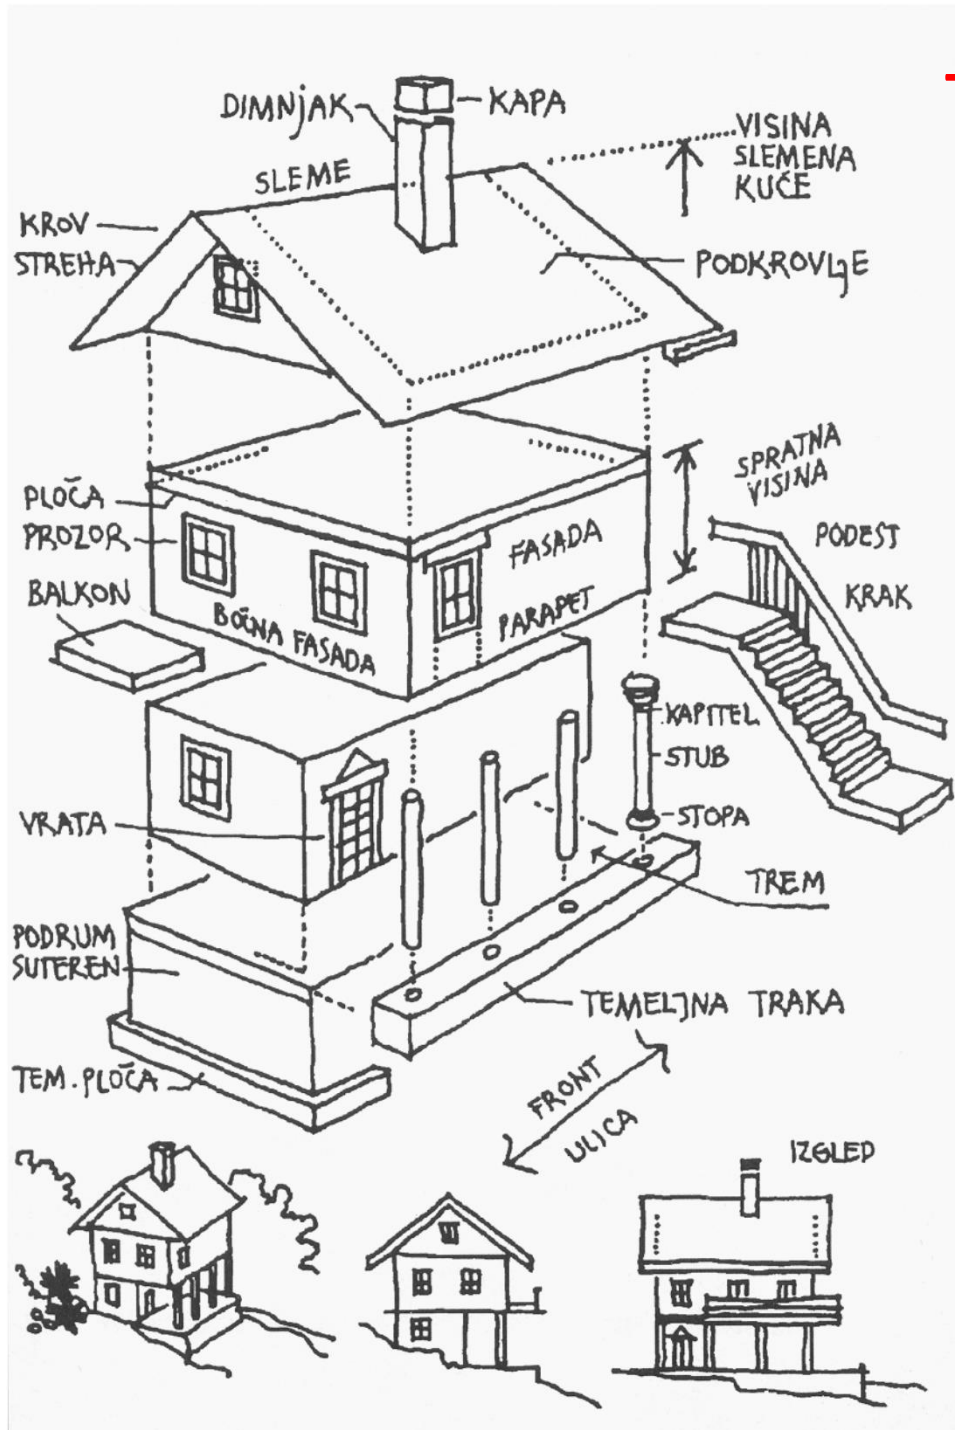 DIMNJAK
KAPA
VISINA
SLEMENA
KUĆE
SLEME
KROV
STREHA
PODKROVLJE
SPRATNA
VISINA
PLOČA
PROZOR
FASADA
PODEST
BALKON
KRAK
BOČNA FASADA
PARAPET
KAPITEL
STUB
STOPA
VRATA
TREM
PODRUM
SUTEREN
TEMELJNA TRAKA
TEM. PLOČA
FRONT
ULICA
IZGLED